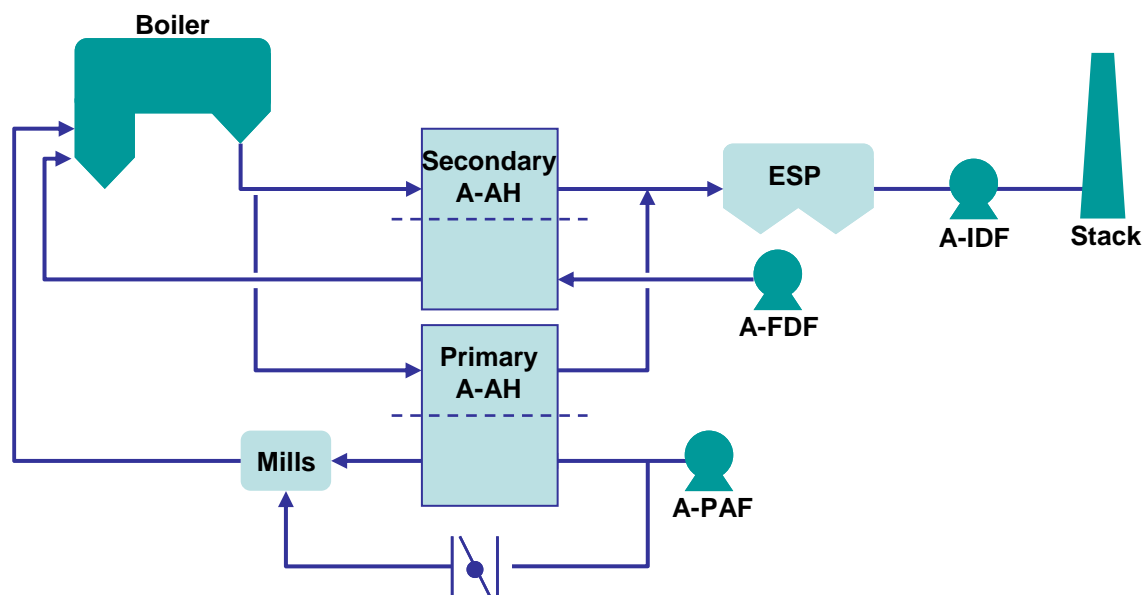 Boiler
Secondary
A-AH
ESP
A-IDF
Stack
A-FDF
Primary
A-AH
Mills
A-PAF